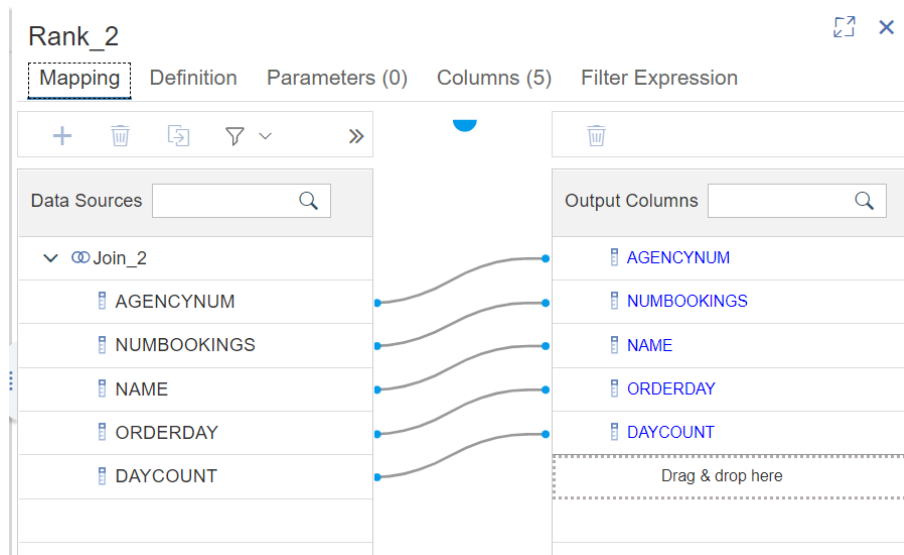 Rank_2
Mapping Definition Parameters (0) Columns (5) Filter Expression
Data Sources
Output Columns
Join_2
AGENCYNUM
NUMBOOKINGS
NAME
ORDERDAY
DAYCOUNT
AGENCYNUM
NUMBOOKINGS
NAME
ORDERDAY
DAYCOUNT
Drag & drop here